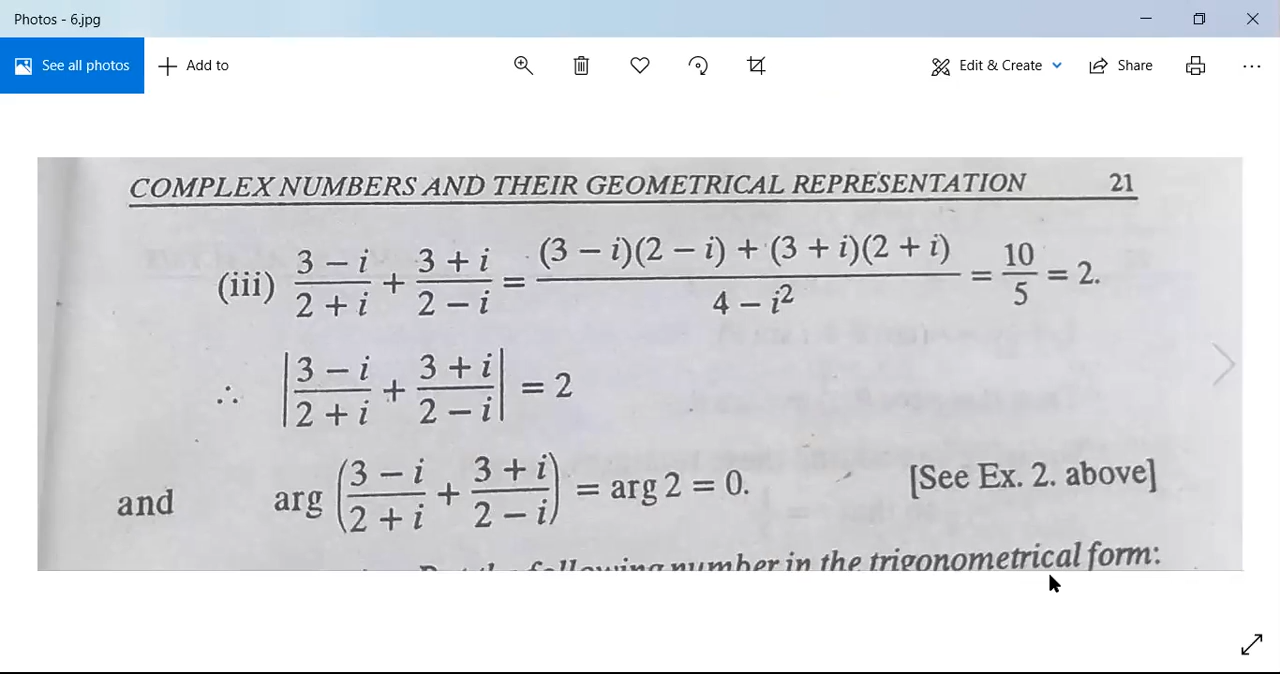 Photos - 6.jpg
See all photos
Add to
Edit & Create
Share
COMPLEX NUMBERS AND THEIR GEOMETRICAL REPRESENTATION 21
(iii) (3 − i)/(2 + i) + (3 + i)/(2 − i) = ((3 − i)(2 − i) + (3 + i)(2 + i))/(4 − i²) = 10/5 = 2.
∴ |(3 − i)/(2 + i) + (3 + i)/(2 − i)| = 2
and arg ((3 − i)/(2 + i) + (3 + i)/(2 − i)) = arg 2 = 0. [See Ex. 2. above]
following number in the trigonometrical form: